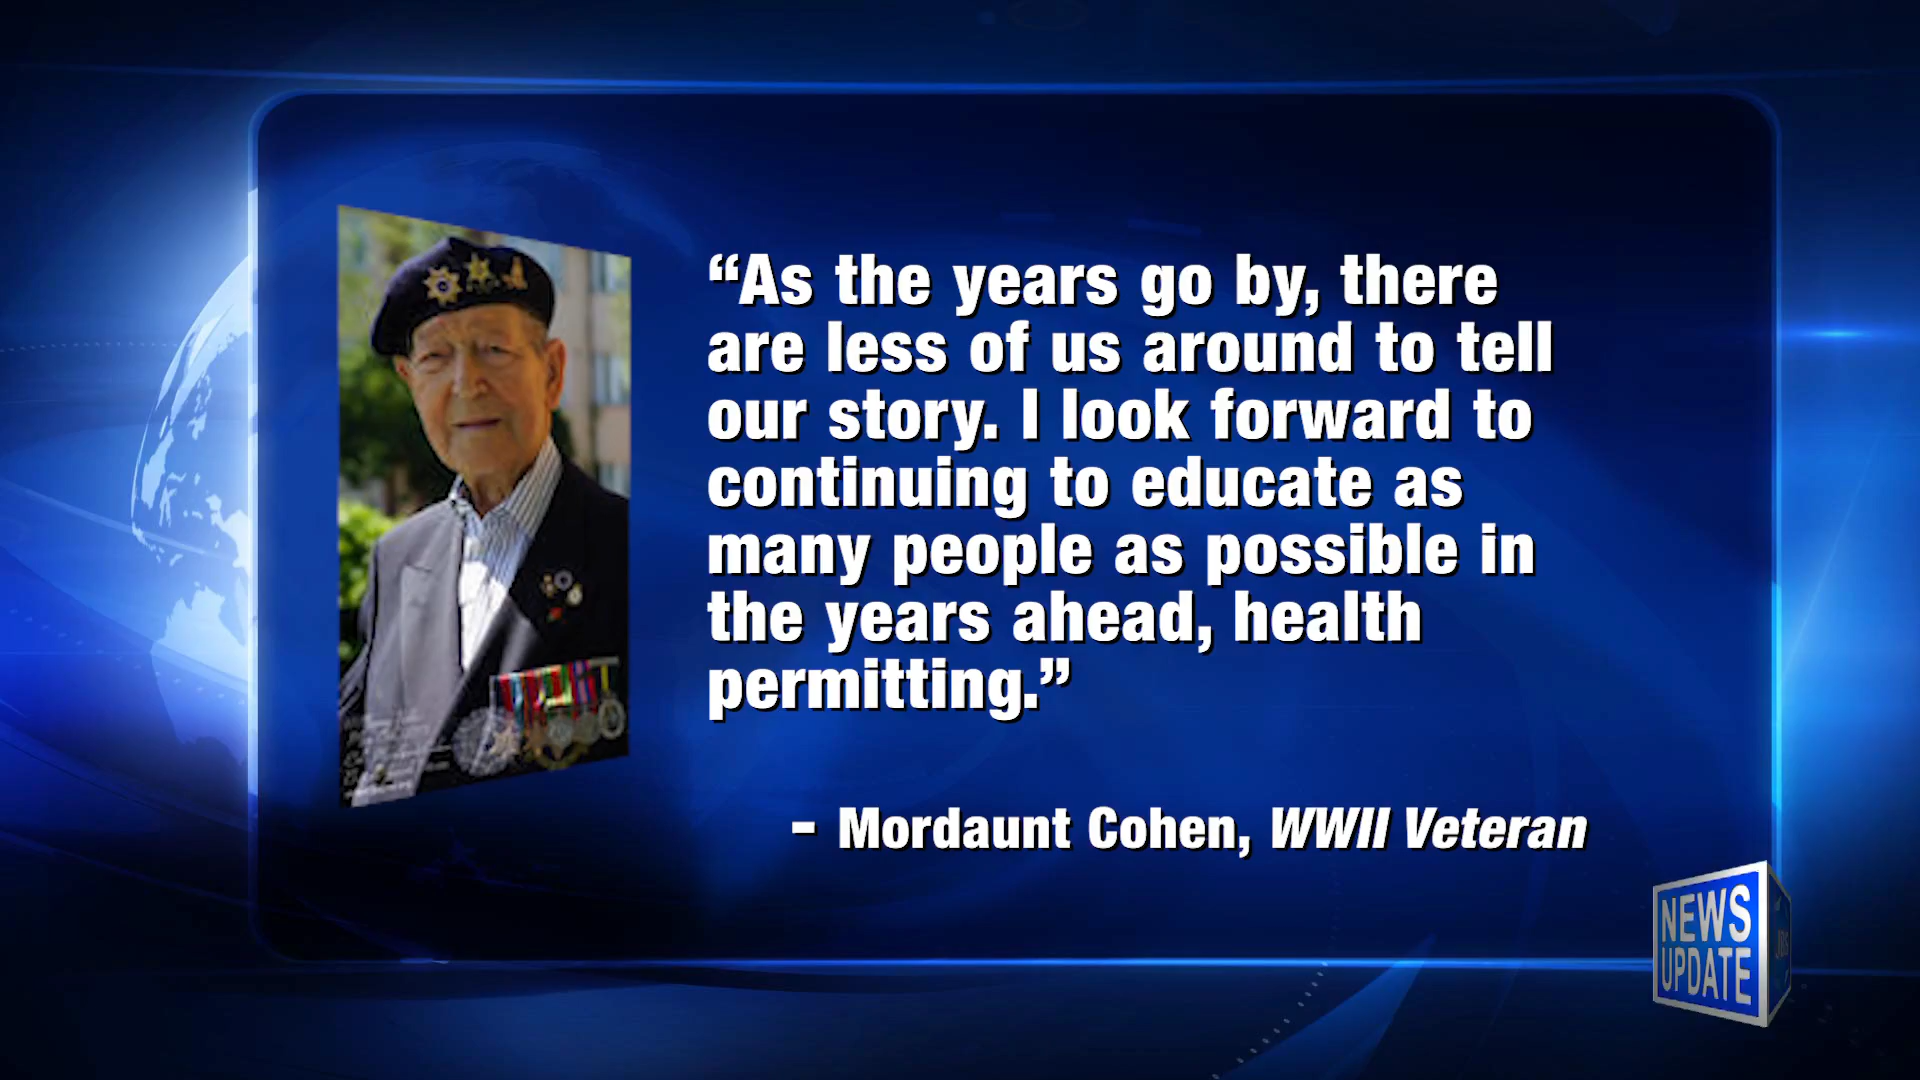 “As the years go by, there
are less of us around to tell
our story. I look forward to
continuing to educate as
many people as possible in
the years ahead, health
permitting.”
- Mordaunt Cohen, WWII Veteran
NEWS
UPDATE